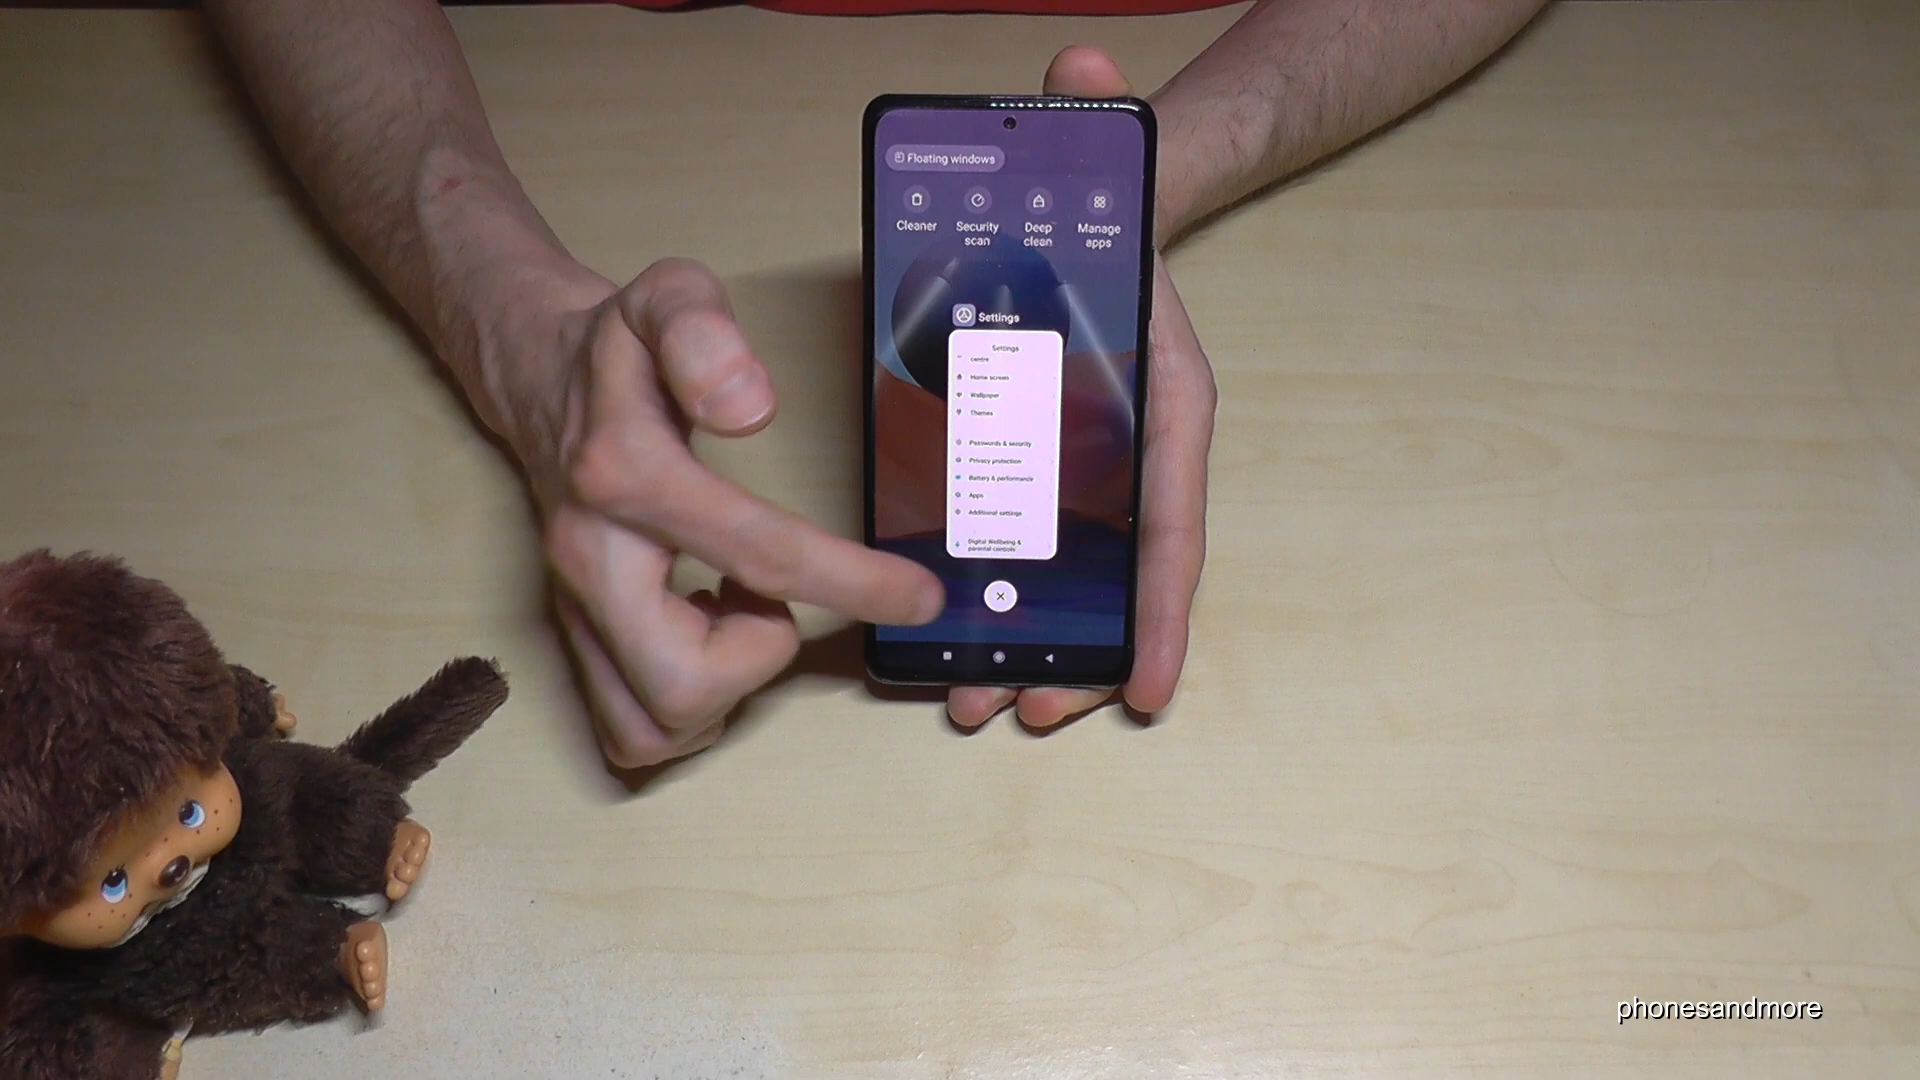 Floating windows
Cleaner
Security scan
Deep clean
Manage apps
Settings
Settings
centre
Home screen
Wallpaper
Themes
Passwords & security
Privacy protection
Battery & performance
Apps
Additional settings
Digital Wellbeing &
parental controls
phonesandmore